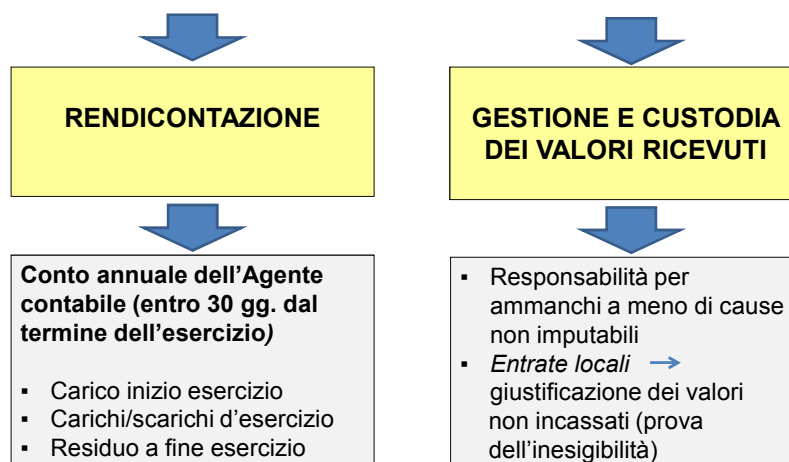 RENDICONTAZIONE
Conto annuale dell’Agente
contabile (entro 30 gg. dal
termine dell’esercizio)
▪ Carico inizio esercizio
▪ Carichi/scarichi d’esercizio
▪ Residuo a fine esercizio
GESTIONE E CUSTODIA
DEI VALORI RICEVUTI
▪ Responsabilità per
ammanchi a meno di cause
non imputabili
▪ Entrate locali →
giustificazione dei valori
non incassati (prova
dell’inesigibilità)